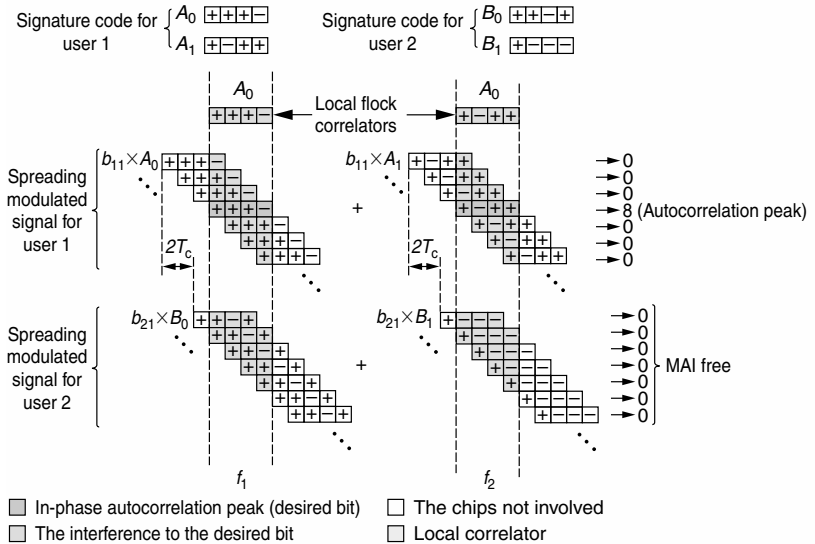 Signature code for user 1
A₀ + + + −
A₁ + − + +
Signature code for user 2
B₀ + + − +
B₁ + − − −
A₀
+ + + −
Local flock correlators
A₀
+ − + +
Spreading modulated signal for user 1
b₁₁×A₀ + + + −
+ + + −
+ + + −
+ + + −
+ + + −
+ + + −
+ + + −
+
b₁₁×A₁ + − + +
+ − + +
+ − + +
+ − + +
+ − + +
+ − + +
+ − + +
→0
→0
→0
→8 (Autocorrelation peak)
→0
→0
→0
2Tc
2Tc
Spreading modulated signal for user 2
b₂₁×B₀ + + − +
+ + − +
+ + − +
+ + − +
+ + − +
+ + − +
+ + − +
+
b₂₁×B₁ + − − −
+ − − −
+ − − −
+ − − −
+ − − −
+ − − −
+ − − −
→0
→0
→0
→0
→0
→0
→0
MAI free
f₁
f₂
In-phase autocorrelation peak (desired bit)
The chips not involved
The interference to the desired bit
Local correlator